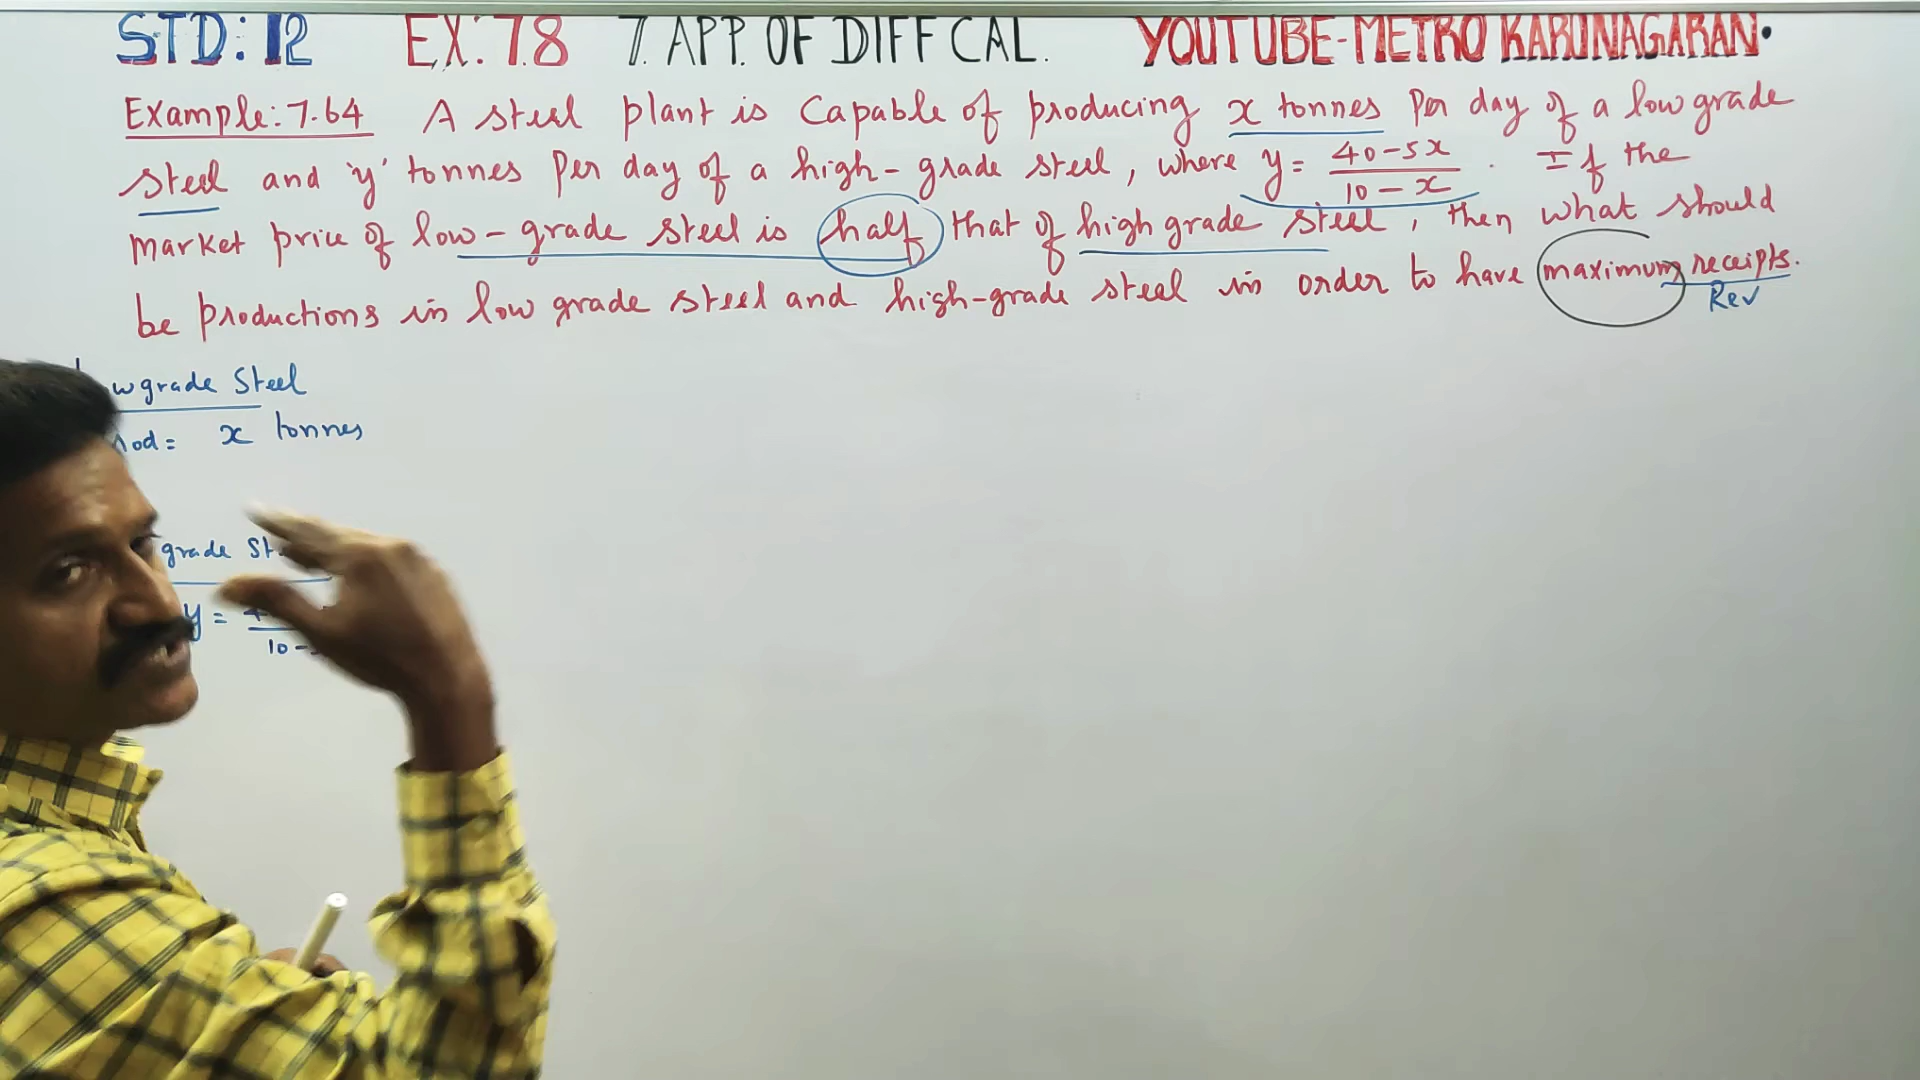 STD: 12 EX: 7.8 7. APP. OF DIFF CAL. YOUTUBE-METRO KARUNAGARAN.
Example: 7.64 A steel plant is Capable of producing x tonnes per day of a low grade
steel and 'y' tonnes per day of a high-grade steel, where y = 40-5x / 10-x . If the
market price of low-grade steel is half that of high grade steel, then what should
be productions in low grade steel and high-grade steel in order to have maximum receipts.
Rev
grade Steel
x tonnes
grade
y =
10-